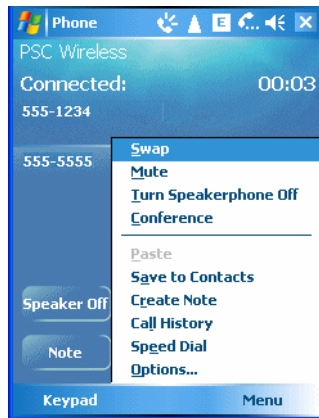 Phone
E
PSC Wireless
Connected: 00:03
555-1234
555-5555
Swap
Mute
Turn Speakerphone Off
Conference
Paste
Save to Contacts
Create Note
Call History
Speed Dial
Options...
Speaker Off
Note
Keypad Menu